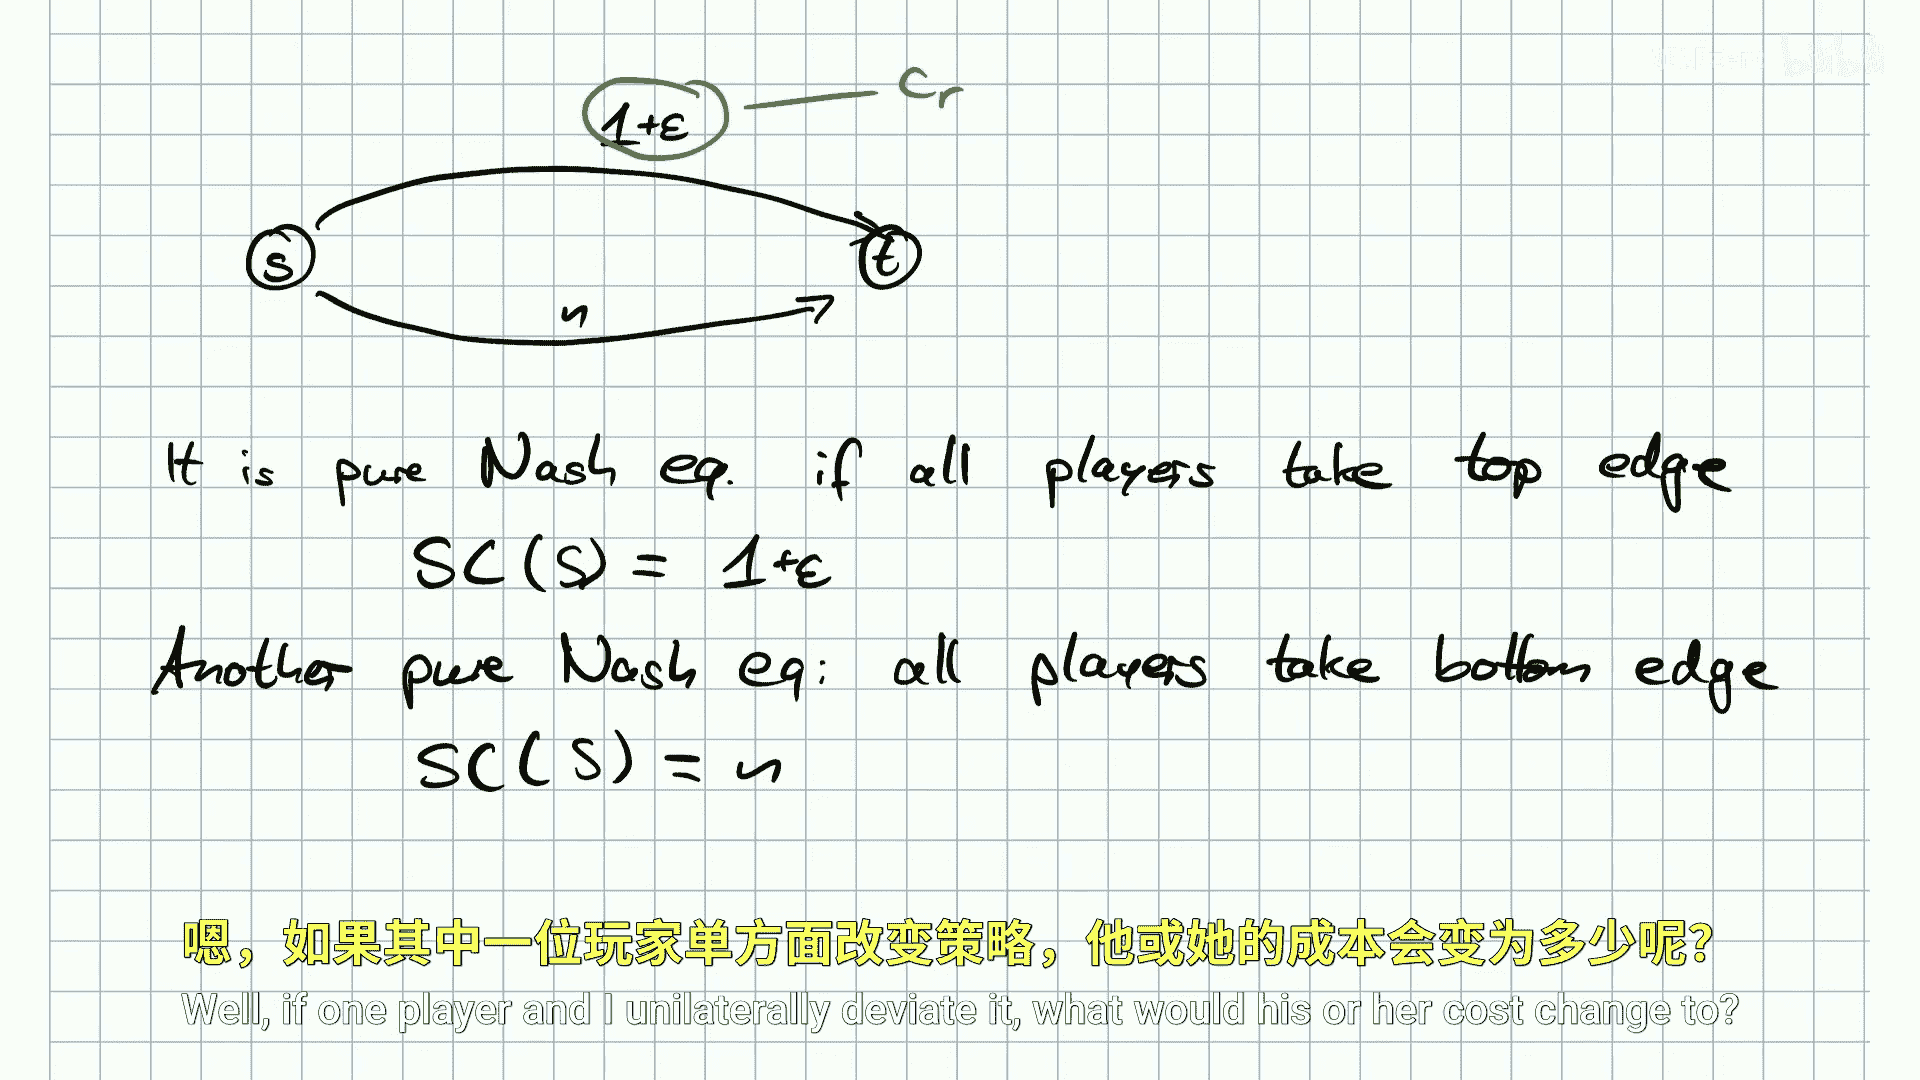 1+ε
Cr
s
t
n
It is pure Nash eq. if all players take top edge
SC(S) = 1+ε
Another pure Nash eq: all players take bottom edge
SC(S) = n
嗯，如果其中一位玩家单方面改变策略，他或她的成本会变为多少呢？
Well, if one player and I unilaterally deviate it, what would his or her cost change to?